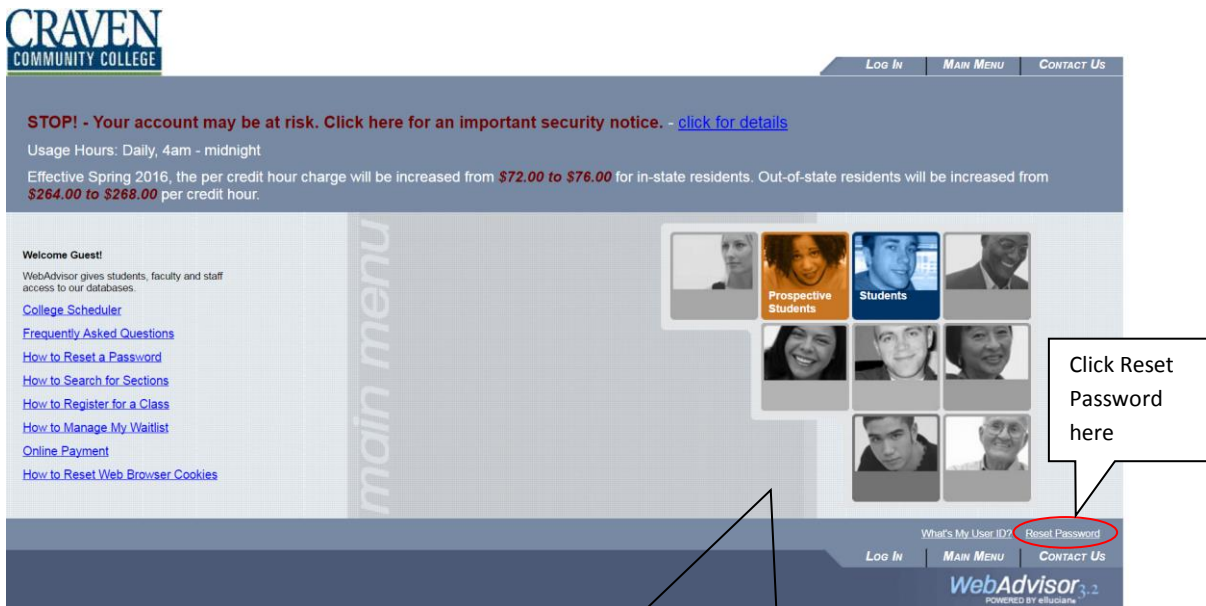 CRAVEN
COMMUNITY COLLEGE
LOG IN MAIN MENU CONTACT US
STOP! - Your account may be at risk. Click here for an important security notice. - click for details
Usage Hours: Daily, 4am - midnight
Effective Spring 2016, the per credit hour charge will be increased from $72.00 to $76.00 for in-state residents. Out-of-state residents will be increased from
$264.00 to $268.00 per credit hour.
Welcome Guest!
WebAdvisor gives students, faculty and staff
access to our databases.
College Scheduler
Frequently Asked Questions
How to Reset a Password
How to Search for Sections
How to Register for a Class
How to Manage My Waitlist
Online Payment
How to Reset Web Browser Cookies
main menu
Prospective
Students
Students
Click Reset
Password
here
What's My User ID? Reset Password
LOG IN MAIN MENU CONTACT US
WebAdvisor 3.2
POWERED BY ellucian